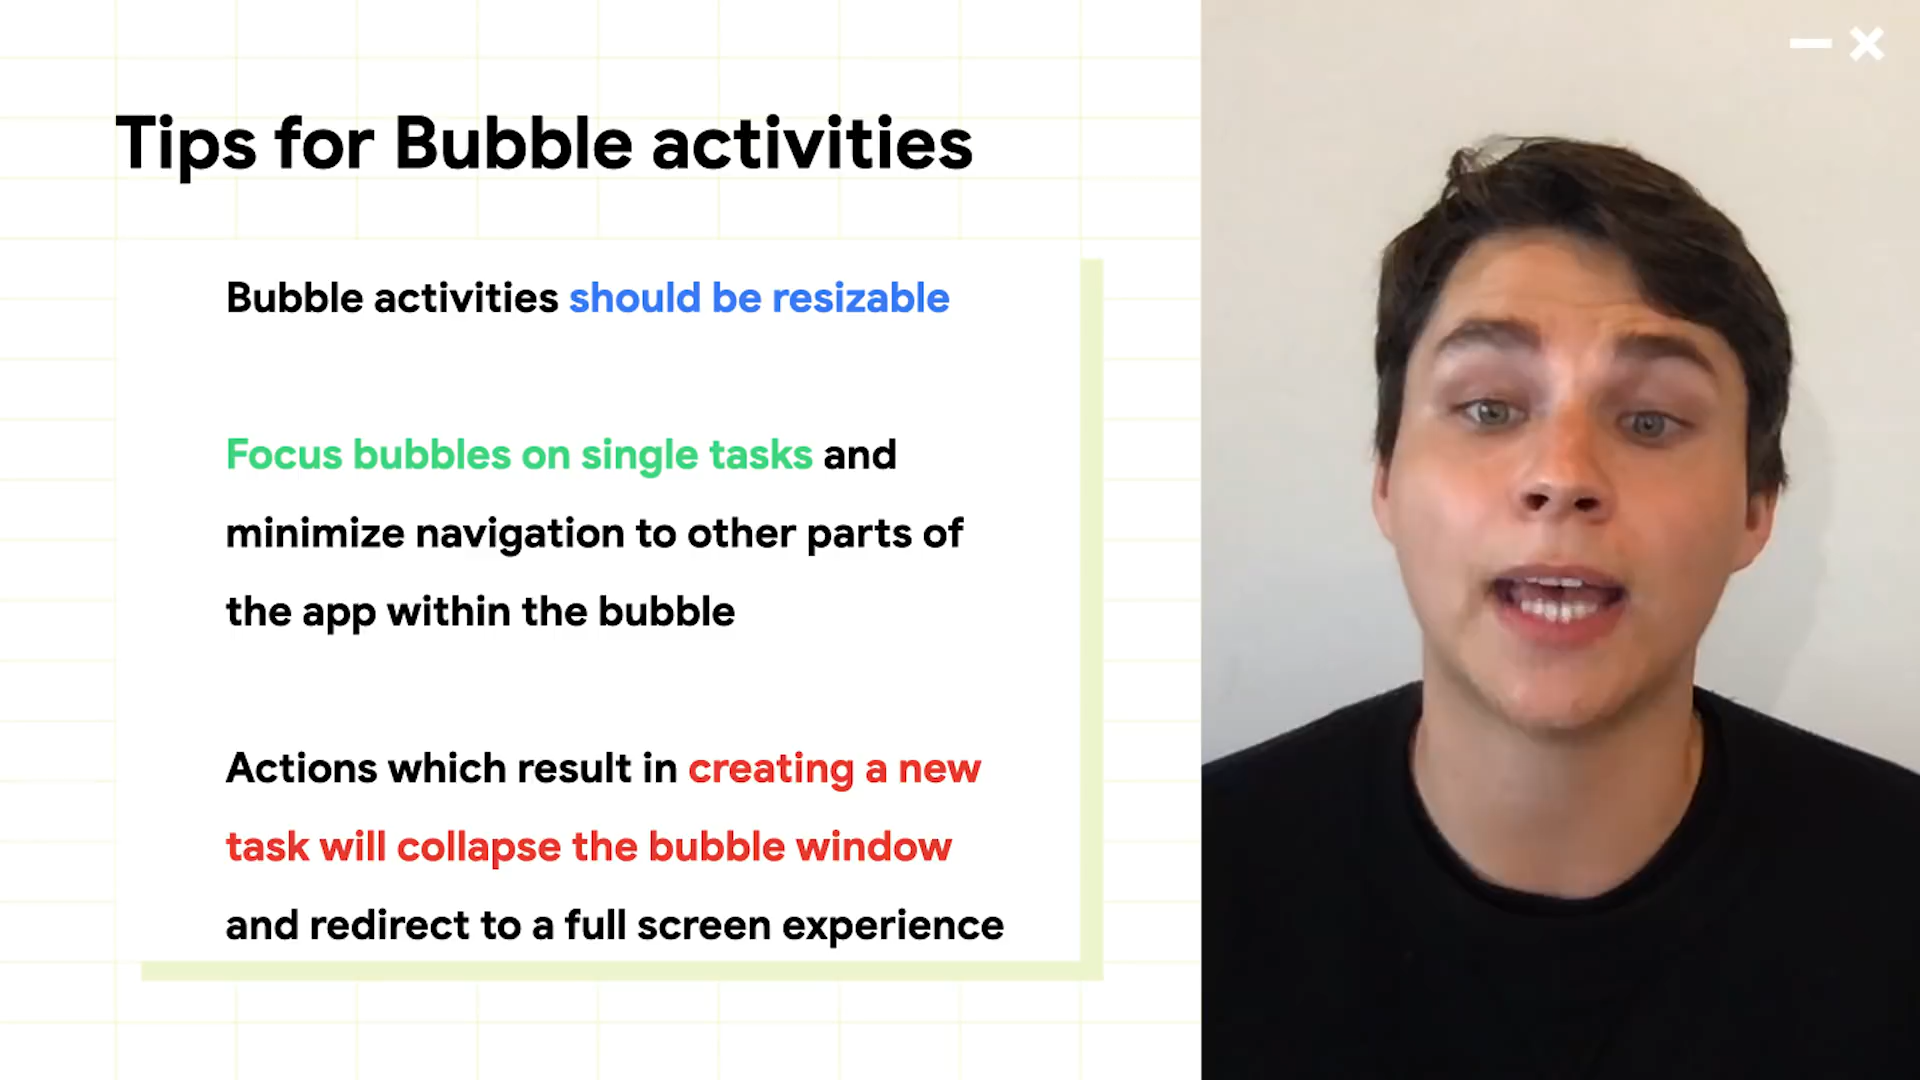 Tips for Bubble activities
Bubble activities should be resizable
Focus bubbles on single tasks and
minimize navigation to other parts of
the app within the bubble
Actions which result in creating a new
task will collapse the bubble window
and redirect to a full screen experience